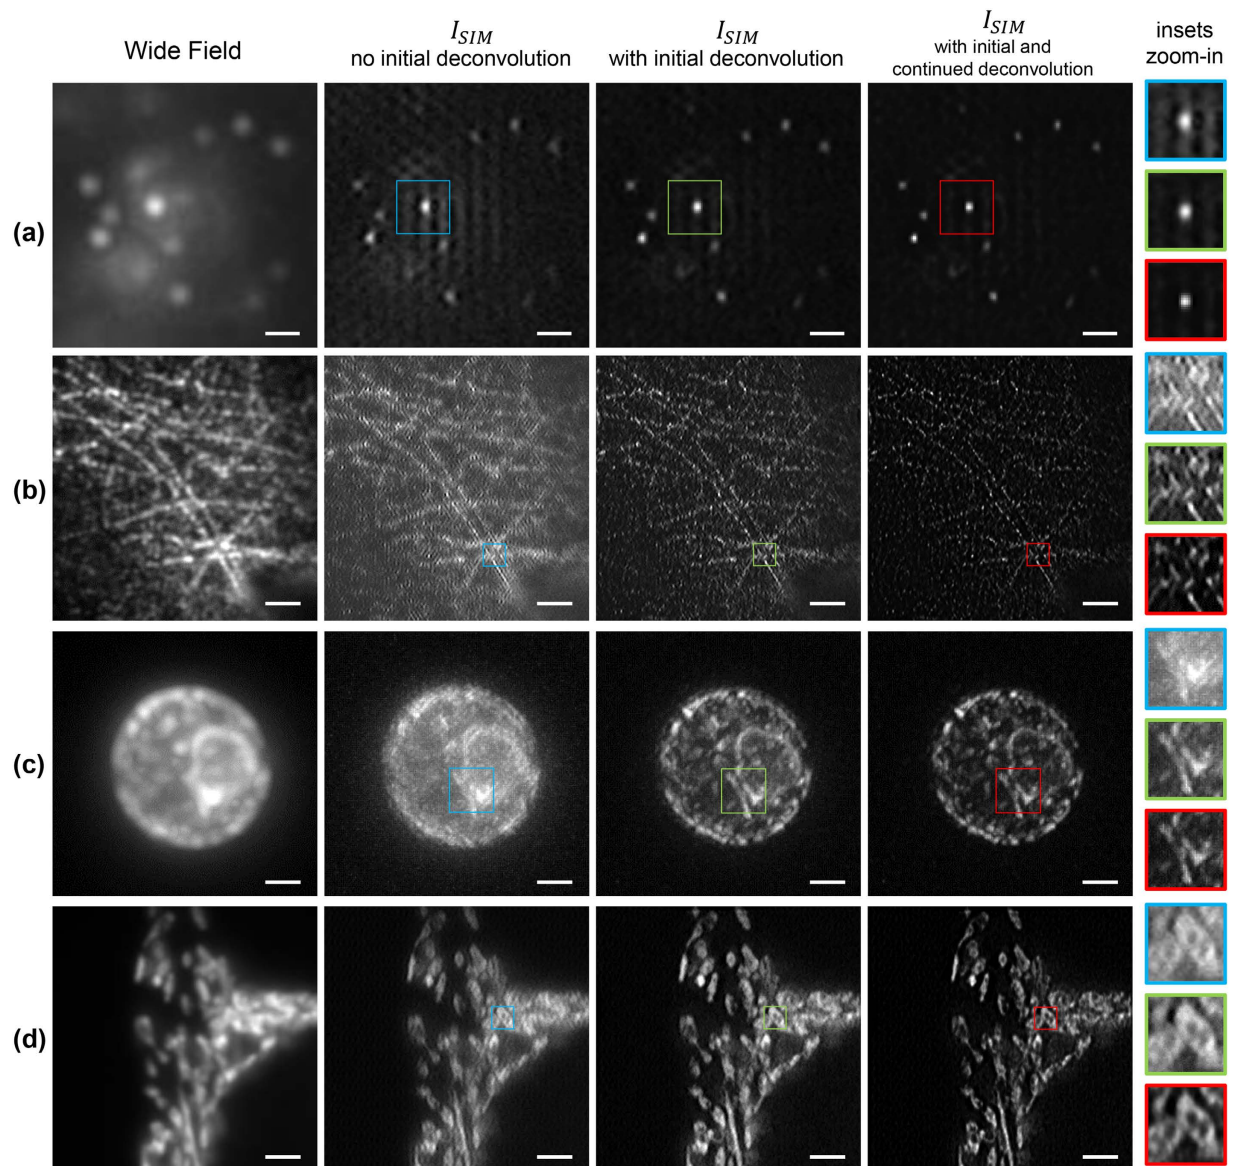 Wide Field
I_SIM
no initial deconvolution
I_SIM
with initial deconvolution
I_SIM
with initial and
continued deconvolution
insets
zoom-in
(a)
(b)
(c)
(d)